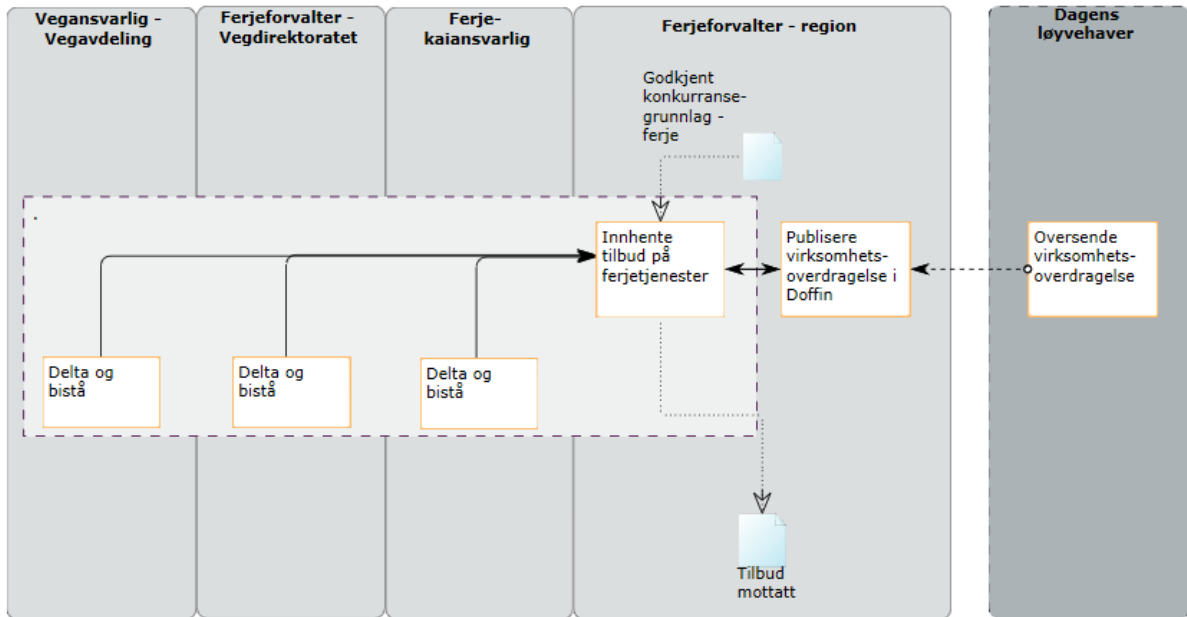 Vegansvarlig -
Vegavdeling
Ferjeforvalter -
Vegdirektoratet
Ferje-
kaiansvarlig
Ferjeforvalter - region
Dagens
løyvehaver
Godkjent
konkurranse-
grunnlag -
ferje
.
Innhente
tilbud på
ferjetjenester
Publisere
virksomhets-
overdragelse i
Doffin
Oversende
virksomhets-
overdragelse
Delta og
bistå
Delta og
bistå
Delta og
bistå
Tilbud
mottatt